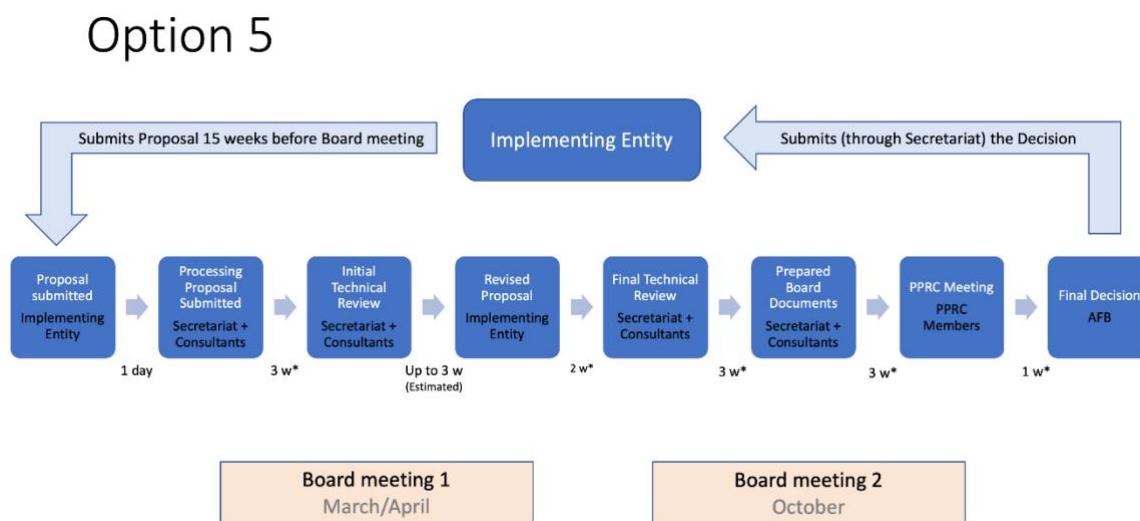 Option 5
Submits Proposal 15 weeks before Board meeting
Implementing Entity
Submits (through Secretariat) the Decision
Proposal
submitted
Implementing
Entity
Processing
Proposal
Submitted
Secretariat +
Consultants
Initial
Technical
Review
Secretariat +
Consultants
Revised
Proposal
Implementing
Entity
Final Technical
Review
Secretariat +
Consultants
Prepared
Board
Documents
Secretariat +
Consultants
PPRC Meeting
PPRC
Members
Final Decision
AFB
1 day
3 w*
Up to 3 w
(Estimated)
2 w*
3 w*
3 w*
1 w*
Board meeting 1
March/April
Board meeting 2
October